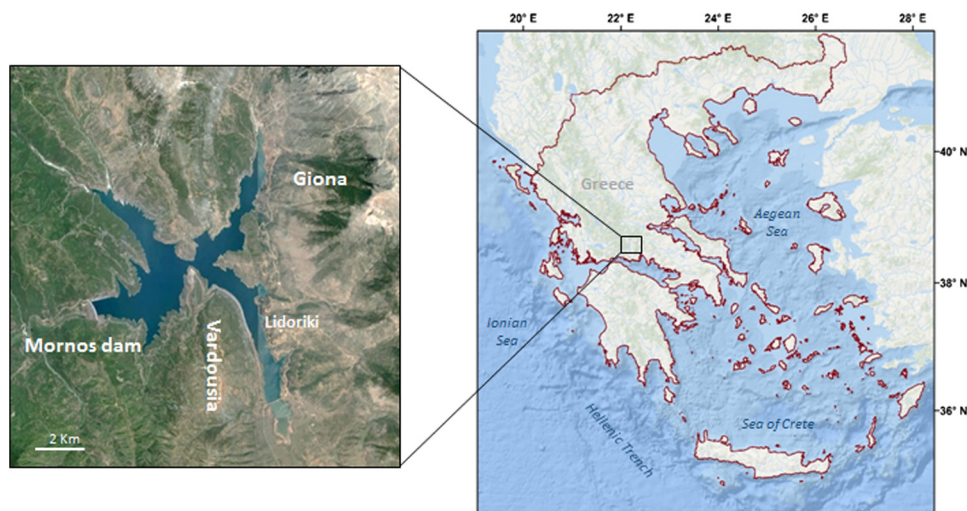 Giona
Lidoriki
Mornos dam
Vardousia
2 Km
20° E
22° E
24° E
26° E
28° E
40° N
38° N
36° N
Greece
Aegean
Sea
Ionian
Sea
Hellenic Trench
Sea of Crete